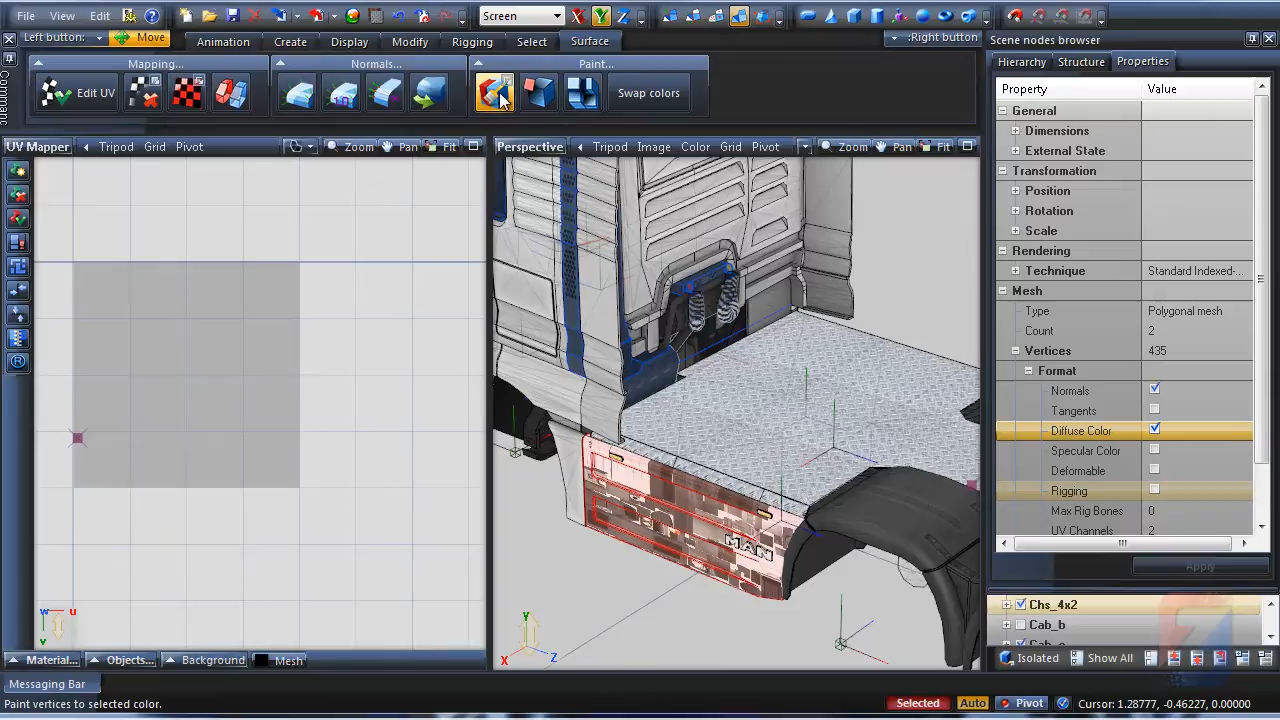 File View Edit Screen X Y Z
Left button: Move Right button
Animation Create Display Modify Rigging Select Surface
Command
Mapping... Normals... Paint...
Edit UV Swap colors
UV Mapper Tripod Grid Pivot Zoom Pan Fit
Perspective Tripod Image Color Grid Pivot Zoom Pan Fit
MAN
w u
v
Y
X Z
Material... Objects... Background Mesh
Messaging Bar
Paint vertices to selected color.
Scene nodes browser
Hierarchy Structure Properties
Property Value
General
Dimensions
External State
Transformation
Position
Rotation
Scale
Rendering
Technique Standard Indexed-...
Mesh
Type Polygonal mesh
Count 2
Vertices 435
Format
Normals
Tangents
Diffuse Color
Specular Color
Deformable
Rigging
Max Rig Bones 0
UV Channels 2
Apply
Chs_4x2
Cab_b
Isolated Show All
Selected Auto Pivot Cursor: 1.28777, -0.46227, 0.00000